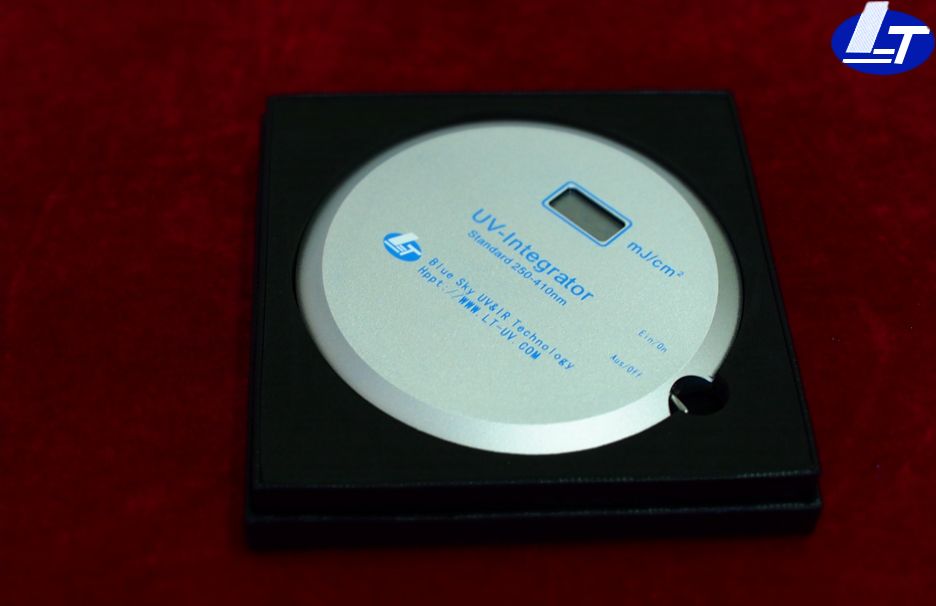 LT
mJ/cm²
UV-Integrator
Standard 250-410nm
LT
Blue Sky UV&IR Technology
Hppt://WWW.LT-UV.COM
Ein/On
Aus/Off